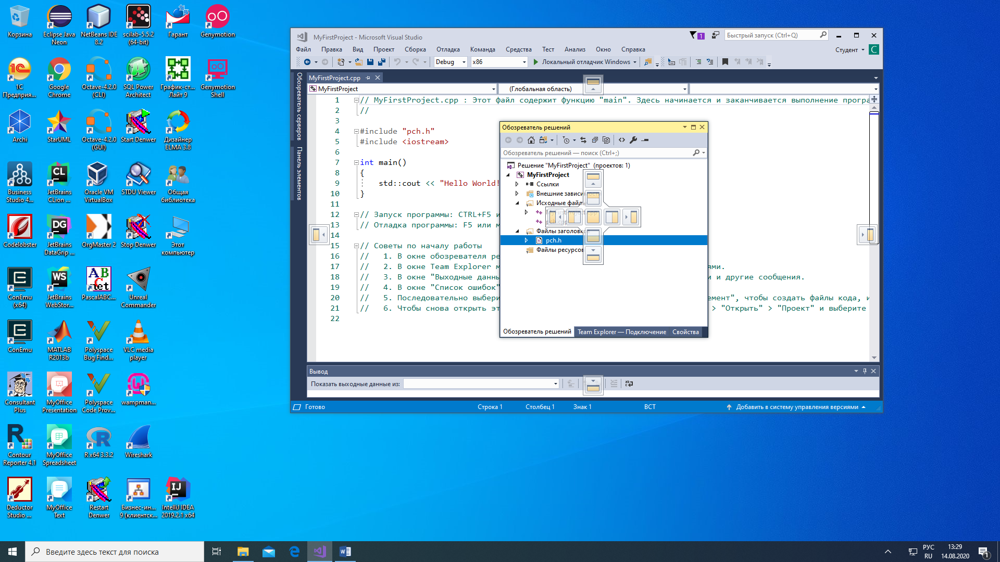 Корзина
Eclipse Java Neon
NetBeans IDE 8.2
scilab-5.5.2 (64-bit)
Гарант
Genymotion
1С Предприя...
Google Chrome
Octave-4.2.0 (CLI)
SQL Power Architect
График-ст... Лайт 9
Genymotion Shell
Archi
StarUML
Octave-4.2.0 (GUI)
Start Denwer
Дизайнер ELMA 3.8
Business Studio 4...
JetBrains CLion ...
Oracle VM VirtualBox
STDU Viewer
Общая библиотека
Codelobster
JetBrains DataGrip ...
OrgMaster 2
Stop Denwer
Этот компьютер
ConEmu (x64)
JetBrains WebStor...
PascalABC...
Unreal Commander
ConEmu
MATLAB R2013b
Polyspace Bug Find...
VLC media player
Consultant Plus
MyOffice Presentation
Polyspace Code Prov...
wampman...
Contour Reporter 4.1
MyOffice Spreadsheet
R x64 3.3.2
Wireshark
Deductor Studio ...
MyOffice Text
Restart Denwer
Бизнес-ин... 9 (клиентск...
IntelliJ IDEA 2019.2.1 x64
MyFirstProject - Microsoft Visual Studio
1
Быстрый запуск (Ctrl+Q)
Файл Правка Вид Проект Сборка Отладка Команда Средства Тест Анализ Окно Справка
Студент C
Debug x86 Локальный отладчик Windows
Обозреватель серверов
Панель элементов
MyFirstProject.cpp
MyFirstProject (Глобальная область)
1 // MyFirstProject.cpp : Этот файл содержит функцию "main". Здесь начинается и заканчивается выполнение програ
2 //
3
4 #include "pch.h"
5 #include <iostream>
6
7 int main()
8 {
9 std::cout << "Hello World!
10 }
11
12 // Запуск программы: CTRL+F5 и
13 // Отладка программы: F5 или м
14
15 // Советы по началу работы
16 // 1. В окне обозревателя ре
17 // 2. В окне Team Explorer м ями.
18 // 3. В окне "Выходные данны и и другие сообщения.
19 // 4. В окне "Список ошибок"
20 // 5. Последовательно выбери емент", чтобы создать файлы кода, и
21 // 6. Чтобы снова открыть эт > "Открыть" > "Проект" и выберите
22
Обозреватель решений
Обозреватель решений — поиск (Ctrl+;)
Решение "MyFirstProject" (проектов: 1)
MyFirstProject
Ссылки
Внешние зависимости
Исходные файлы
MyFirstProject.cpp
pch.cpp
Файлы заголовков
pch.h
Файлы ресурсов
Обозреватель решений Team Explorer — Подключение Свойства
Вывод
Показать выходные данные из:
Готово Строка 1 Столбец 1 Знак 1 ВСТ Добавить в систему управления версиями
Введите здесь текст для поиска
РУС
RU
13:29
14.08.2020
1